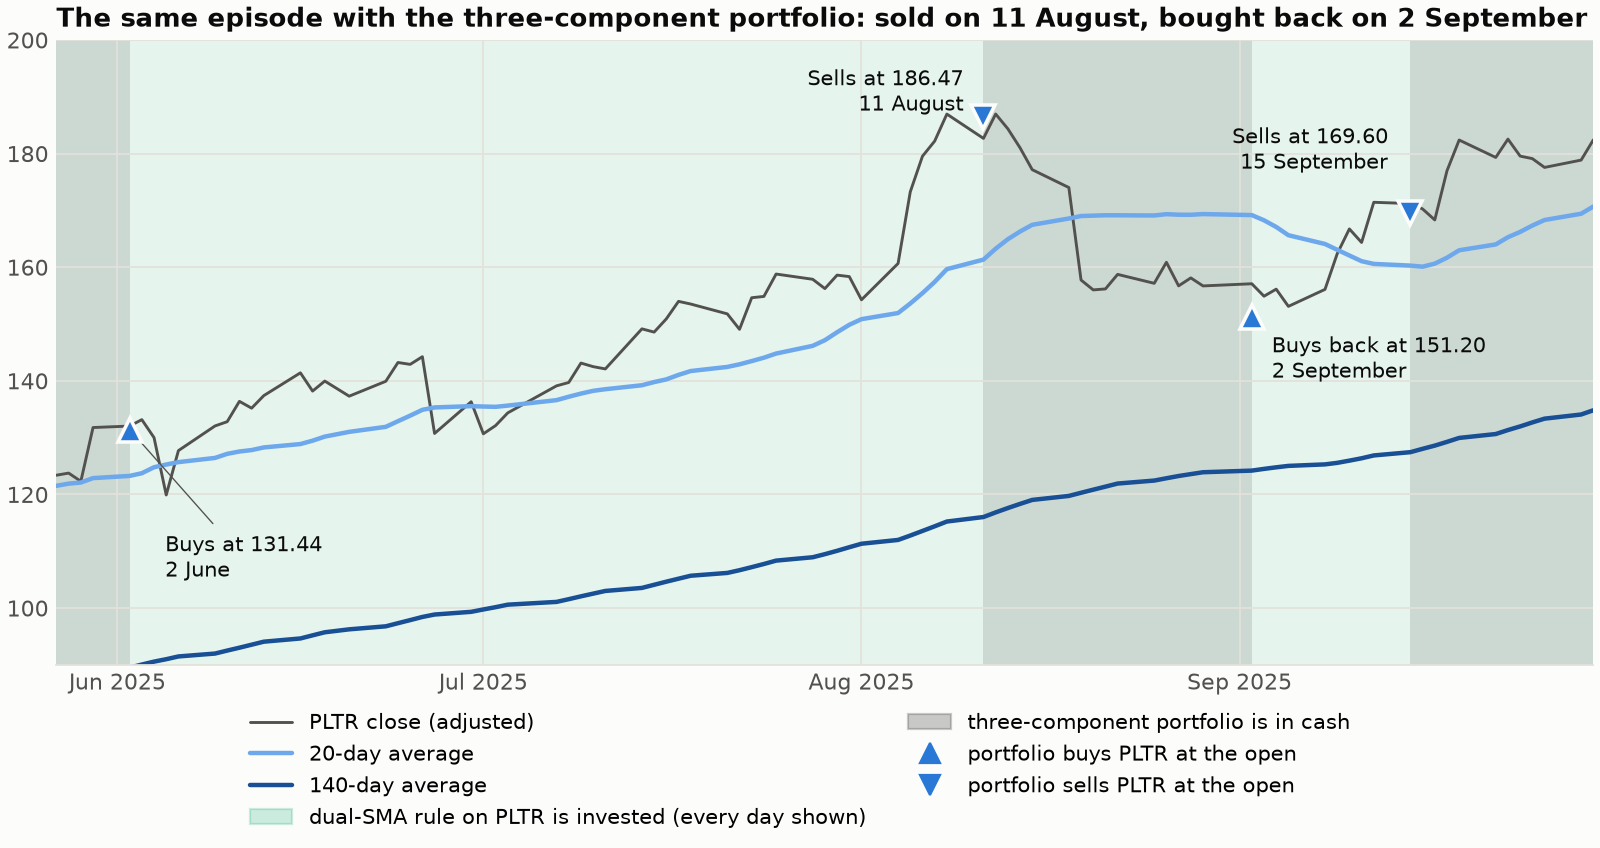 The same episode with the three-component portfolio: sold on 11 August, bought back on 2 September
200
180
160
140
120
100
Sells at 186.47
11 August
Sells at 169.60
15 September
Buys back at 151.20
2 September
Buys at 131.44
2 June
Jun 2025
Jul 2025
Aug 2025
Sep 2025
PLTR close (adjusted)
20-day average
140-day average
dual-SMA rule on PLTR is invested (every day shown)
three-component portfolio is in cash
portfolio buys PLTR at the open
portfolio sells PLTR at the open